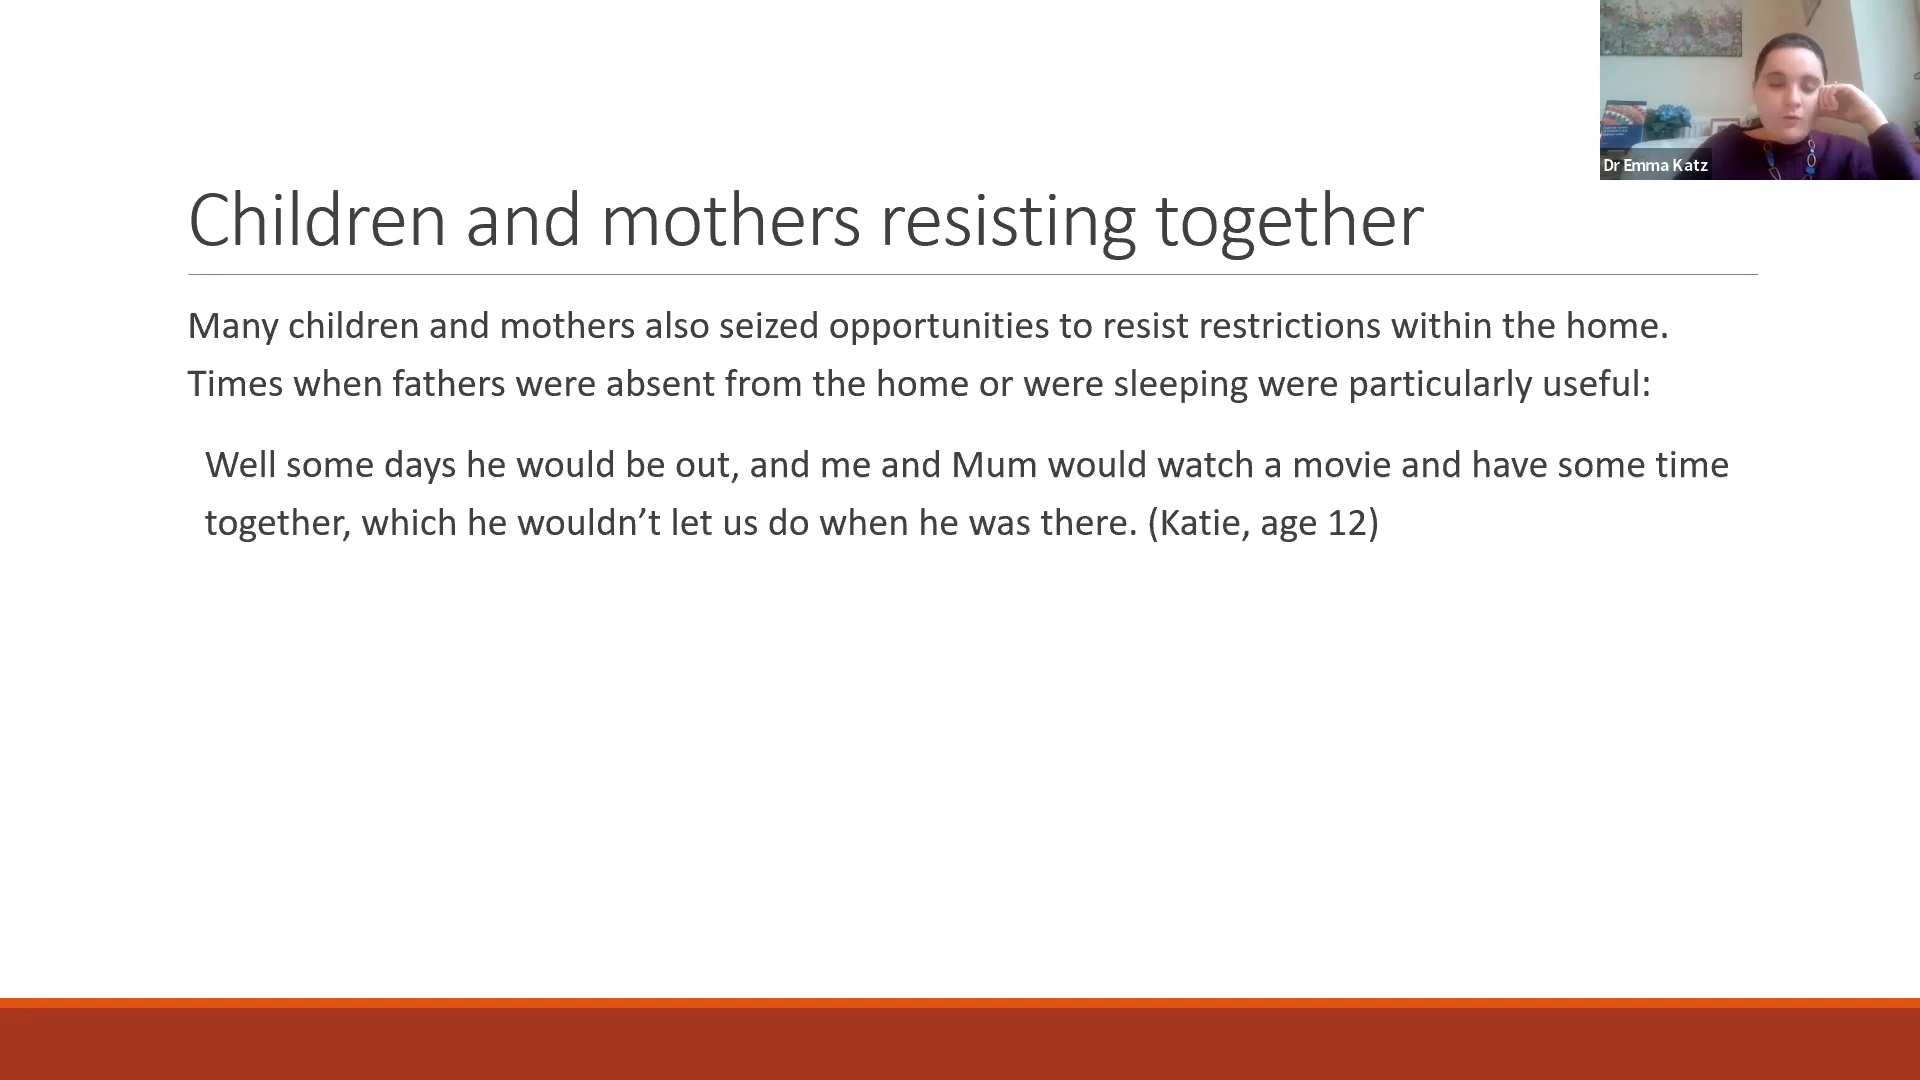 Dr Emma Katz
Children and mothers resisting together
Many children and mothers also seized opportunities to resist restrictions within the home.
Times when fathers were absent from the home or were sleeping were particularly useful:
Well some days he would be out, and me and Mum would watch a movie and have some time
together, which he wouldn’t let us do when he was there. (Katie, age 12)